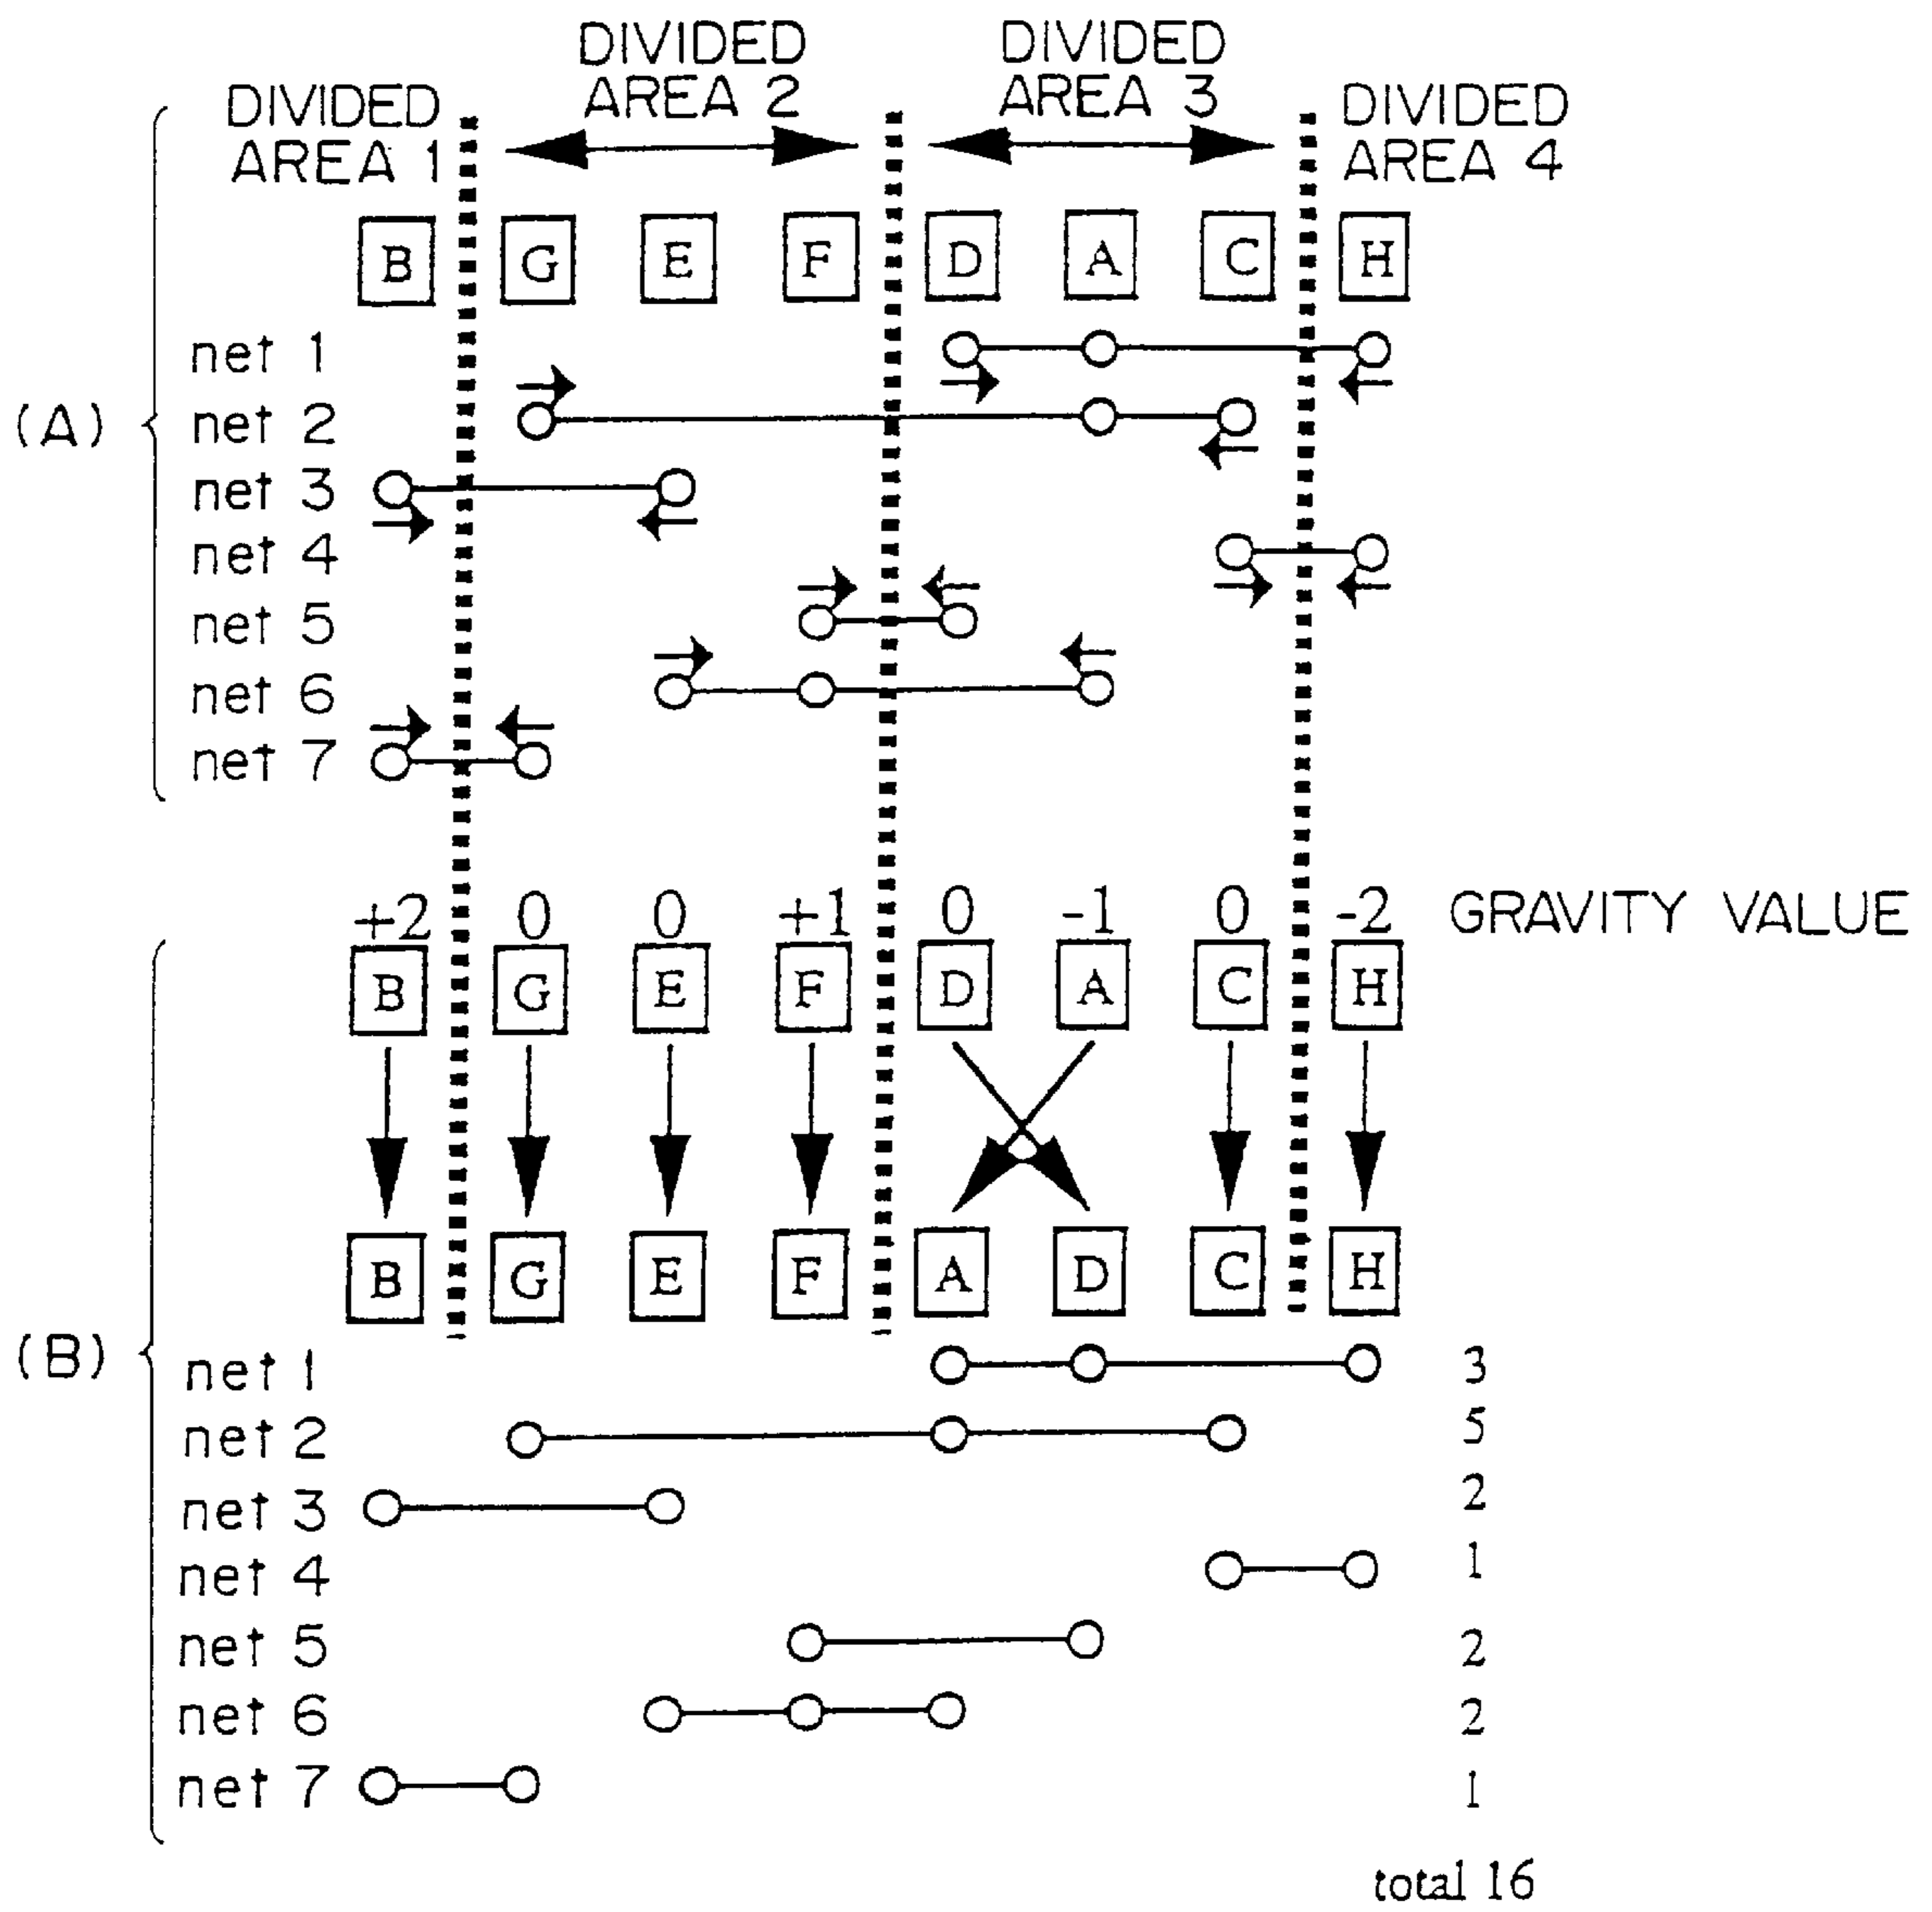 DIVIDED AREA 1
DIVIDED AREA 2
DIVIDED AREA 3
DIVIDED AREA 4
B G E F D A C H
(A)
net 1
net 2
net 3
net 4
net 5
net 6
net 7
+2 0 0 +1 0 -1 0 -2 GRAVITY VALUE
B G E F D A C H
B G E F A D C H
(B)
net 1 3
net 2 5
net 3 2
net 4 1
net 5 2
net 6 2
net 7 1
total 16